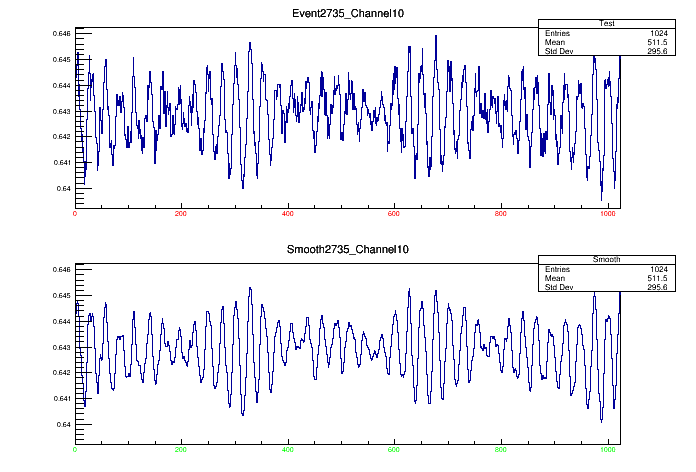 Event2735_Channel10
Test
Entries 1024
Mean 511.5
Std Dev 295.6
0.646
0.645
0.644
0.643
0.642
0.641
0.64
0 200 400 600 800 1000
Smooth2735_Channel10
Smooth
Entries 1024
Mean 511.5
Std Dev 295.6
0.646
0.645
0.644
0.643
0.642
0.641
0.64
0 200 400 600 800 1000